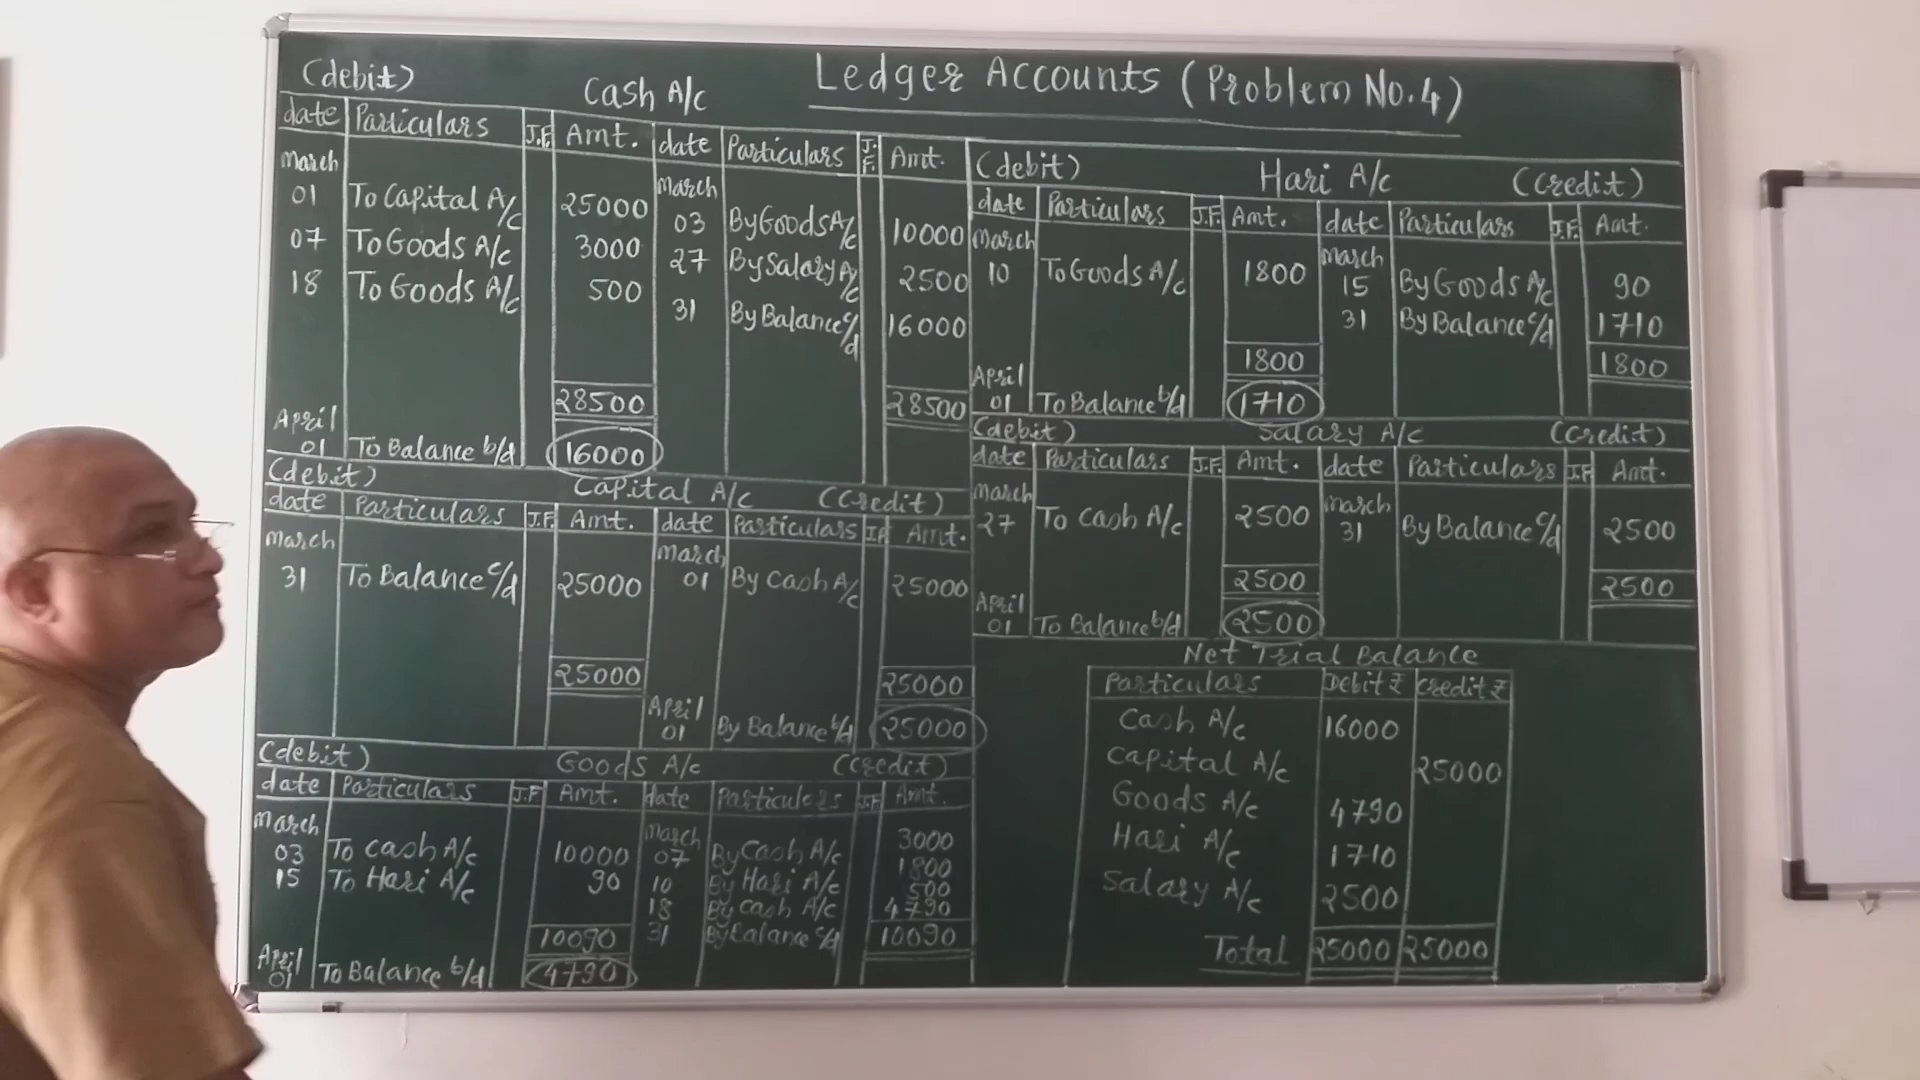 Ledger Accounts (Problem No.4)
(debit) Cash A/c
date Particulars J.F. Amt. date Particulars J.F. Amt.
March March
01 To Capital A/c 25000 03 By Goods A/c 10000
07 To Goods A/c 3000 27 By Salary A/c 2500
18 To Goods A/c 500 31 By Balance c/d 16000
28500 28500
April
01 To Balance b/d 16000
(debit) Capital A/c (Credit)
date Particulars J.F. Amt. date Particulars J.F. Amt.
March March
31 To Balance c/d 25000 01 By Cash A/c 25000
25000 25000
April
01 By Balance b/d 25000
(debit) Goods A/c (Credit)
date Particulars J.F. Amt. date Particulars J.F. Amt.
March March
03 To Cash A/c 10000 07 By Cash A/c 3000
15 To Hari A/c 90 10 By Hari A/c 1800
18 By Cash A/c 500
31 By Balance c/d 4790
10090 10090
April
01 To Balance b/d 4790
(debit) Hari A/c (Credit)
date Particulars J.F. Amt. date Particulars J.F. Amt.
March March
10 To Goods A/c 1800 15 By Goods A/c 90
31 By Balance c/d 1710
1800 1800
April
01 To Balance b/d 1710
(debit) Salary A/c (Credit)
date Particulars J.F. Amt. date Particulars J.F. Amt.
March March
27 To Cash A/c 2500 31 By Balance c/d 2500
2500 2500
April
01 To Balance b/d 2500
Net Trial Balance
Particulars Debit ₹ Credit ₹
Cash A/c 16000
Capital A/c 25000
Goods A/c 4790
Hari A/c 1710
Salary A/c 2500
Total 25000 25000